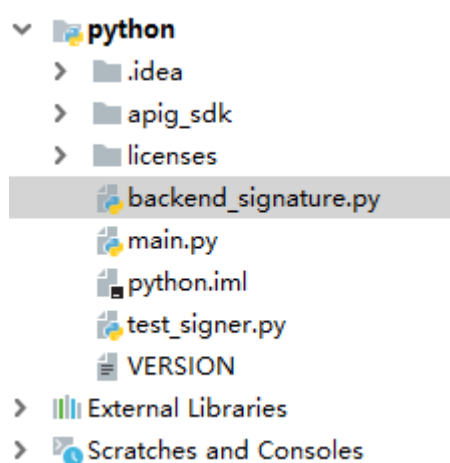 python
.idea
apig_sdk
licenses
backend_signature.py
main.py
python.iml
test_signer.py
VERSION
External Libraries
Scratches and Consoles